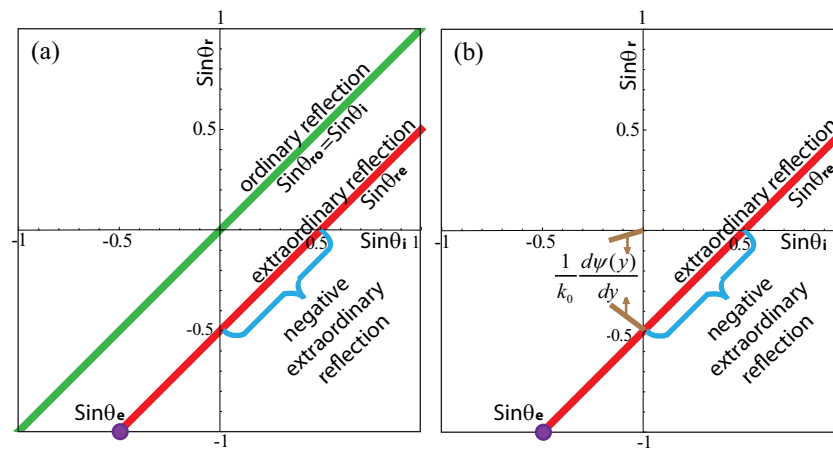 (a)
1
Sinθr
0.5
ordinary reflection
Sinθro=Sinθi
extraordinary reflection
Sinθre
-1
-0.5
0
0.5
1
Sinθi
-0.5
negative
extraordinary
reflection
Sinθe
-1
(b)
1
Sinθr
0.5
extraordinary reflection
Sinθre
-1
-0.5
0
0.5
Sinθi
1/k0 dψ(y)/dy
-0.5
negative
extraordinary
reflection
Sinθe
-1